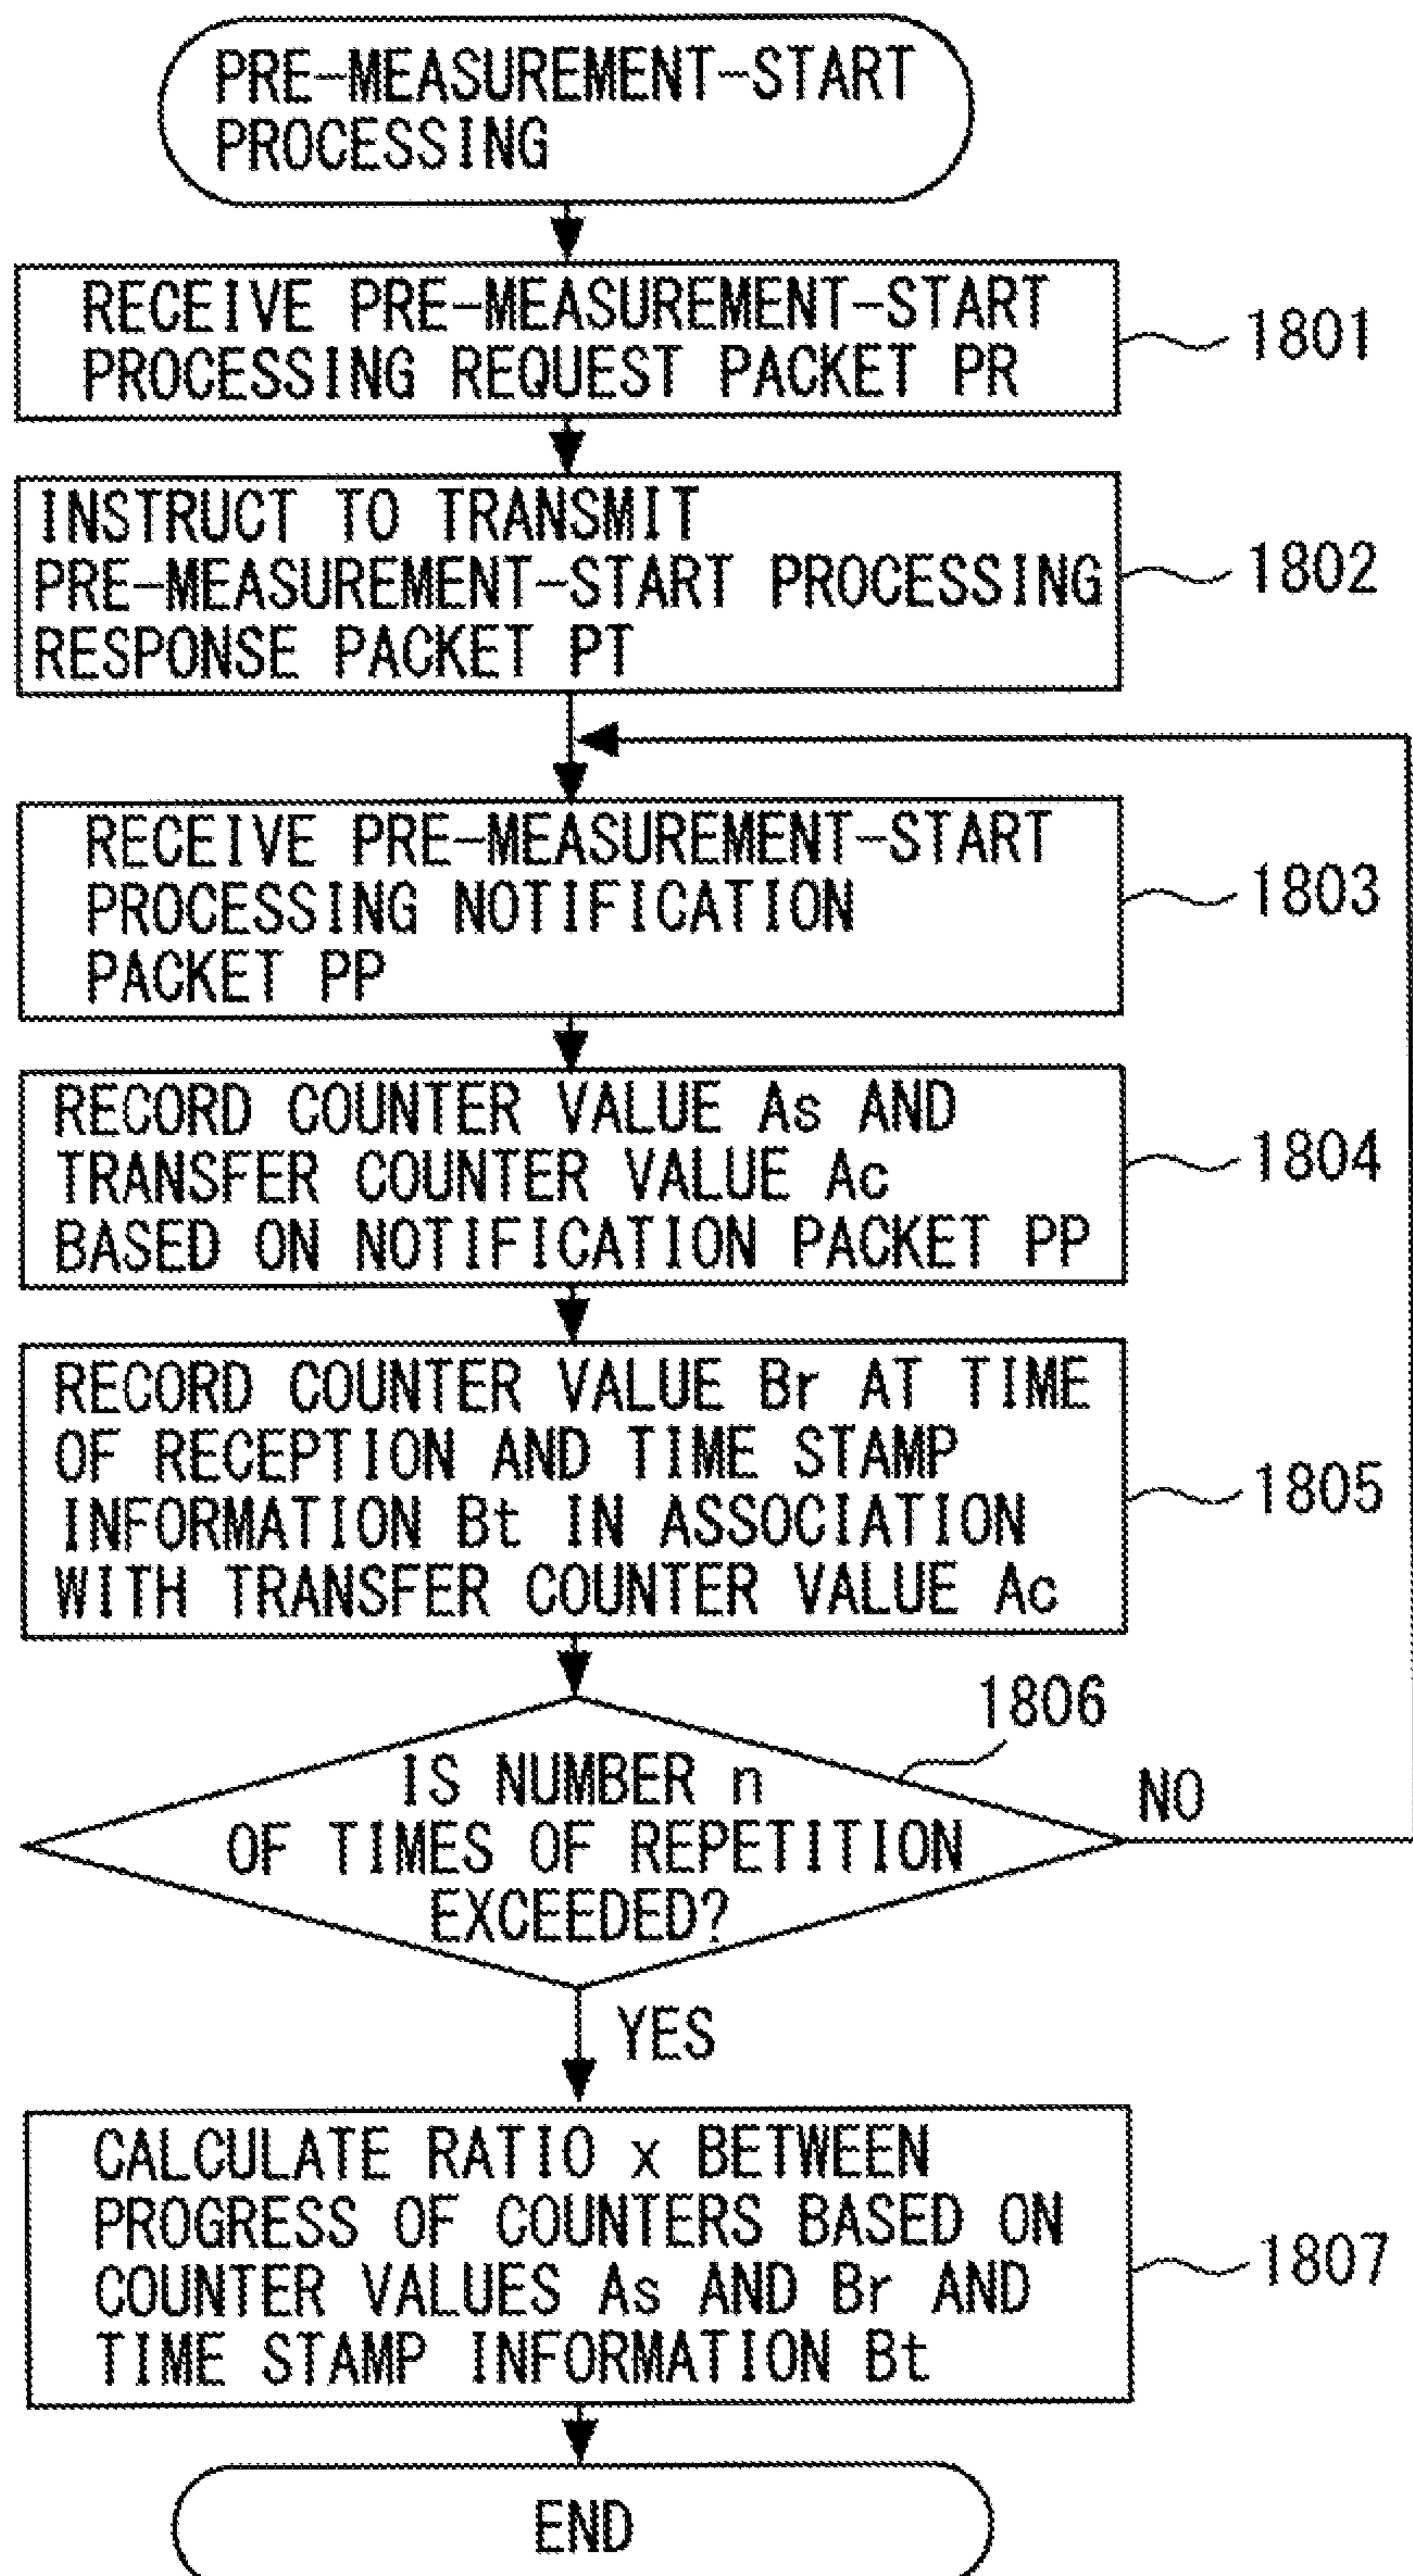 PRE-MEASUREMENT-START
PROCESSING
RECEIVE PRE-MEASUREMENT-START
PROCESSING REQUEST PACKET PR
1801
INSTRUCT TO TRANSMIT
PRE-MEASUREMENT-START PROCESSING
RESPONSE PACKET PT
1802
RECEIVE PRE-MEASUREMENT-START
PROCESSING NOTIFICATION
PACKET PP
1803
RECORD COUNTER VALUE As AND
TRANSFER COUNTER VALUE Ac
BASED ON NOTIFICATION PACKET PP
1804
RECORD COUNTER VALUE Br AT TIME
OF RECEPTION AND TIME STAMP
INFORMATION Bt IN ASSOCIATION
WITH TRANSFER COUNTER VALUE Ac
1805
1806
IS NUMBER n
OF TIMES OF REPETITION
EXCEEDED?
NO
YES
CALCULATE RATIO x BETWEEN
PROGRESS OF COUNTERS BASED ON
COUNTER VALUES As AND Br AND
TIME STAMP INFORMATION Bt
1807
END